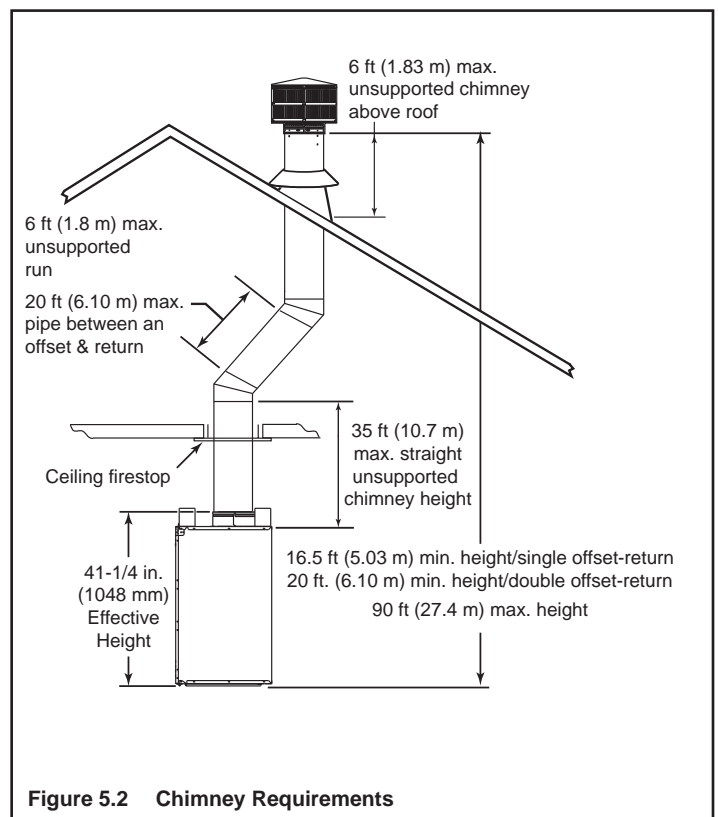 6 ft (1.83 m) max.
unsupported chimney
above roof
6 ft (1.8 m) max.
unsupported
run
20 ft (6.10 m) max.
pipe between an
offset & return
35 ft (10.7 m)
max. straight
unsupported
chimney height
Ceiling firestop
41-1/4 in.
(1048 mm)
Effective
Height
16.5 ft (5.03 m) min. height/single offset-return
20 ft. (6.10 m) min. height/double offset-return
90 ft (27.4 m) max. height
Figure 5.2 Chimney Requirements